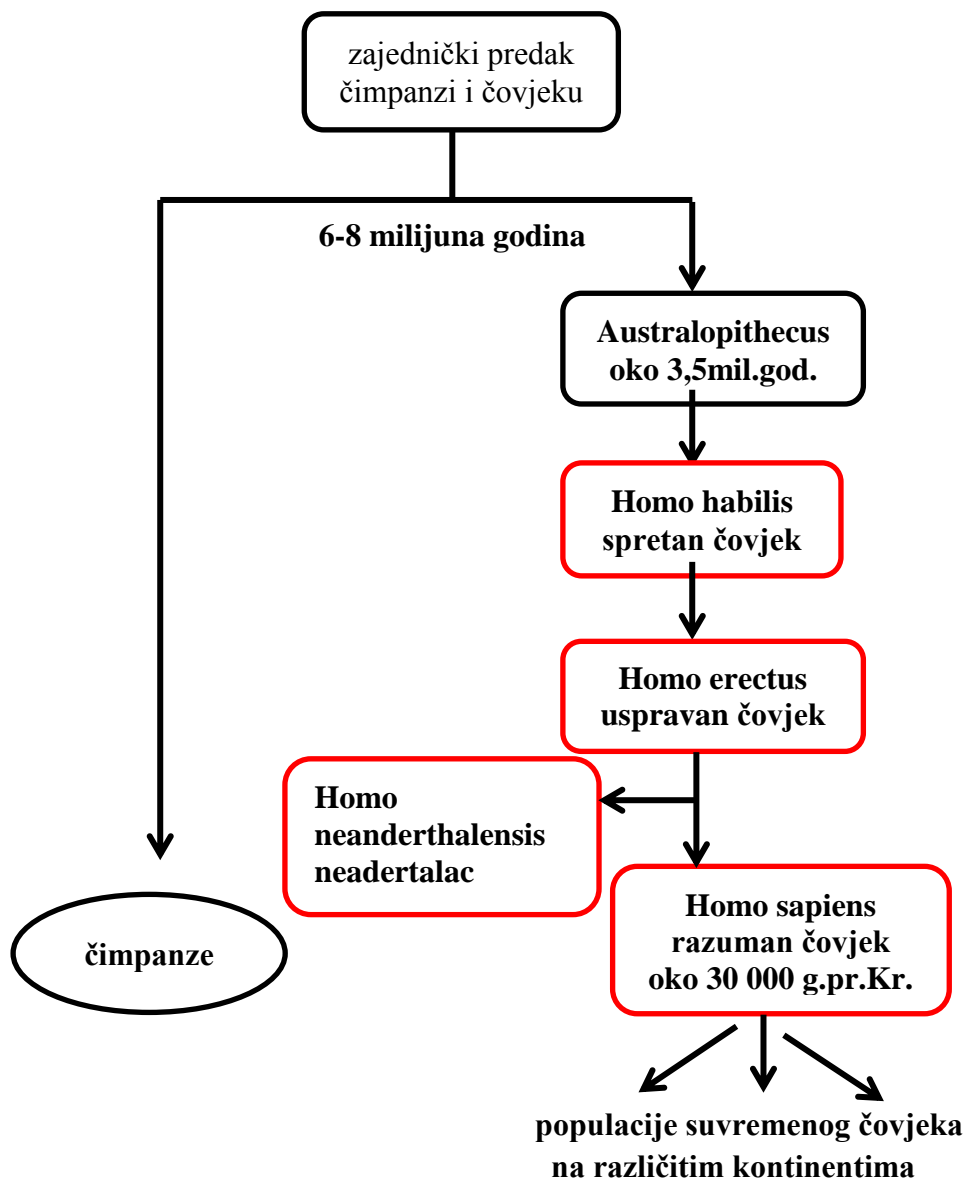 zajednički predak
čimpanzi i čovjeku
6-8 milijuna godina
Australopithecus
oko 3,5mil.god.
Homo habilis
spretan čovjek
Homo erectus
uspravan čovjek
Homo
neanderthalensis
neadertalac
Homo sapiens
razuman čovjek
oko 30 000 g.pr.Kr.
čimpanze
populacije suvremenog čovjeka
na različitim kontinentima